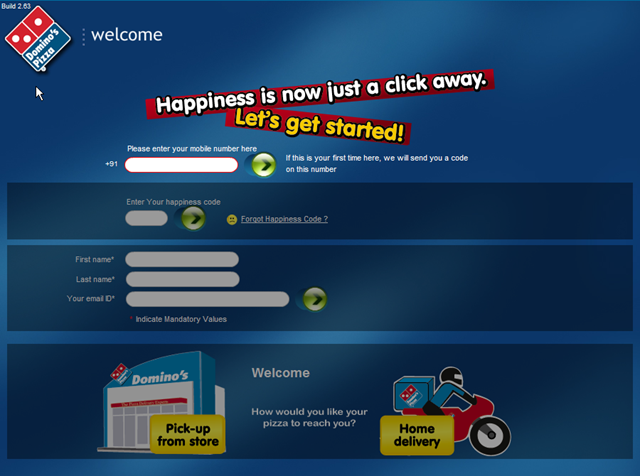 Build 2.63
Domino's
Pizza
welcome
Happiness is now just a click away.
Let's get started!
Please enter your mobile number here
+91
If this is your first time here, we will send you a code
on this number
Enter Your happiness code
Forgot Happiness Code ?
First name*
Last name*
Your email ID*
* Indicate Mandatory Values
Domino's
Pick-up
from store
Welcome
How would you like your
pizza to reach you?
Home
delivery